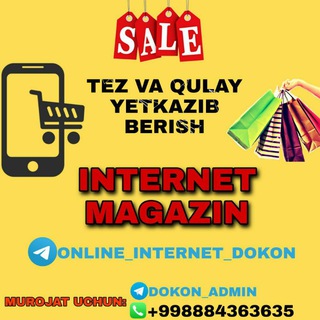 SALE
TEZ VA QULAY
YETKAZIB
BERISH
INTERNET
MAGAZIN
ONLINE_INTERNET_DOKON
DOKON_ADMIN
MUROJAT UCHUN:
+998884363635